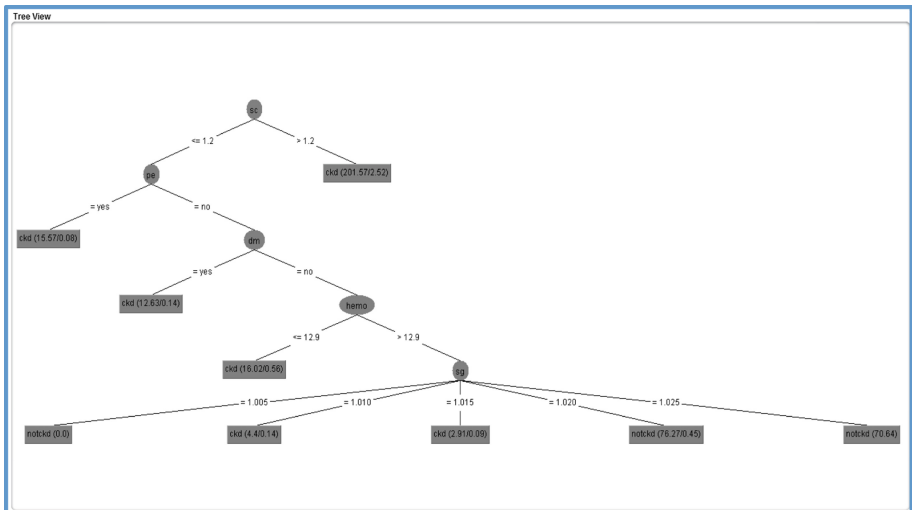 Tree View
sc
<= 1.2
> 1.2
pe
ckd (201.57/2.52)
= yes
= no
ckd (15.57/0.08)
dm
= yes
= no
ckd (12.63/0.14)
hemo
<= 12.9
> 12.9
ckd (16.02/0.56)
sg
= 1.005
= 1.010
= 1.015
= 1.020
= 1.025
notckd (0.0)
ckd (4.4/0.14)
ckd (2.91/0.09)
notckd (76.27/0.45)
notckd (70.64)